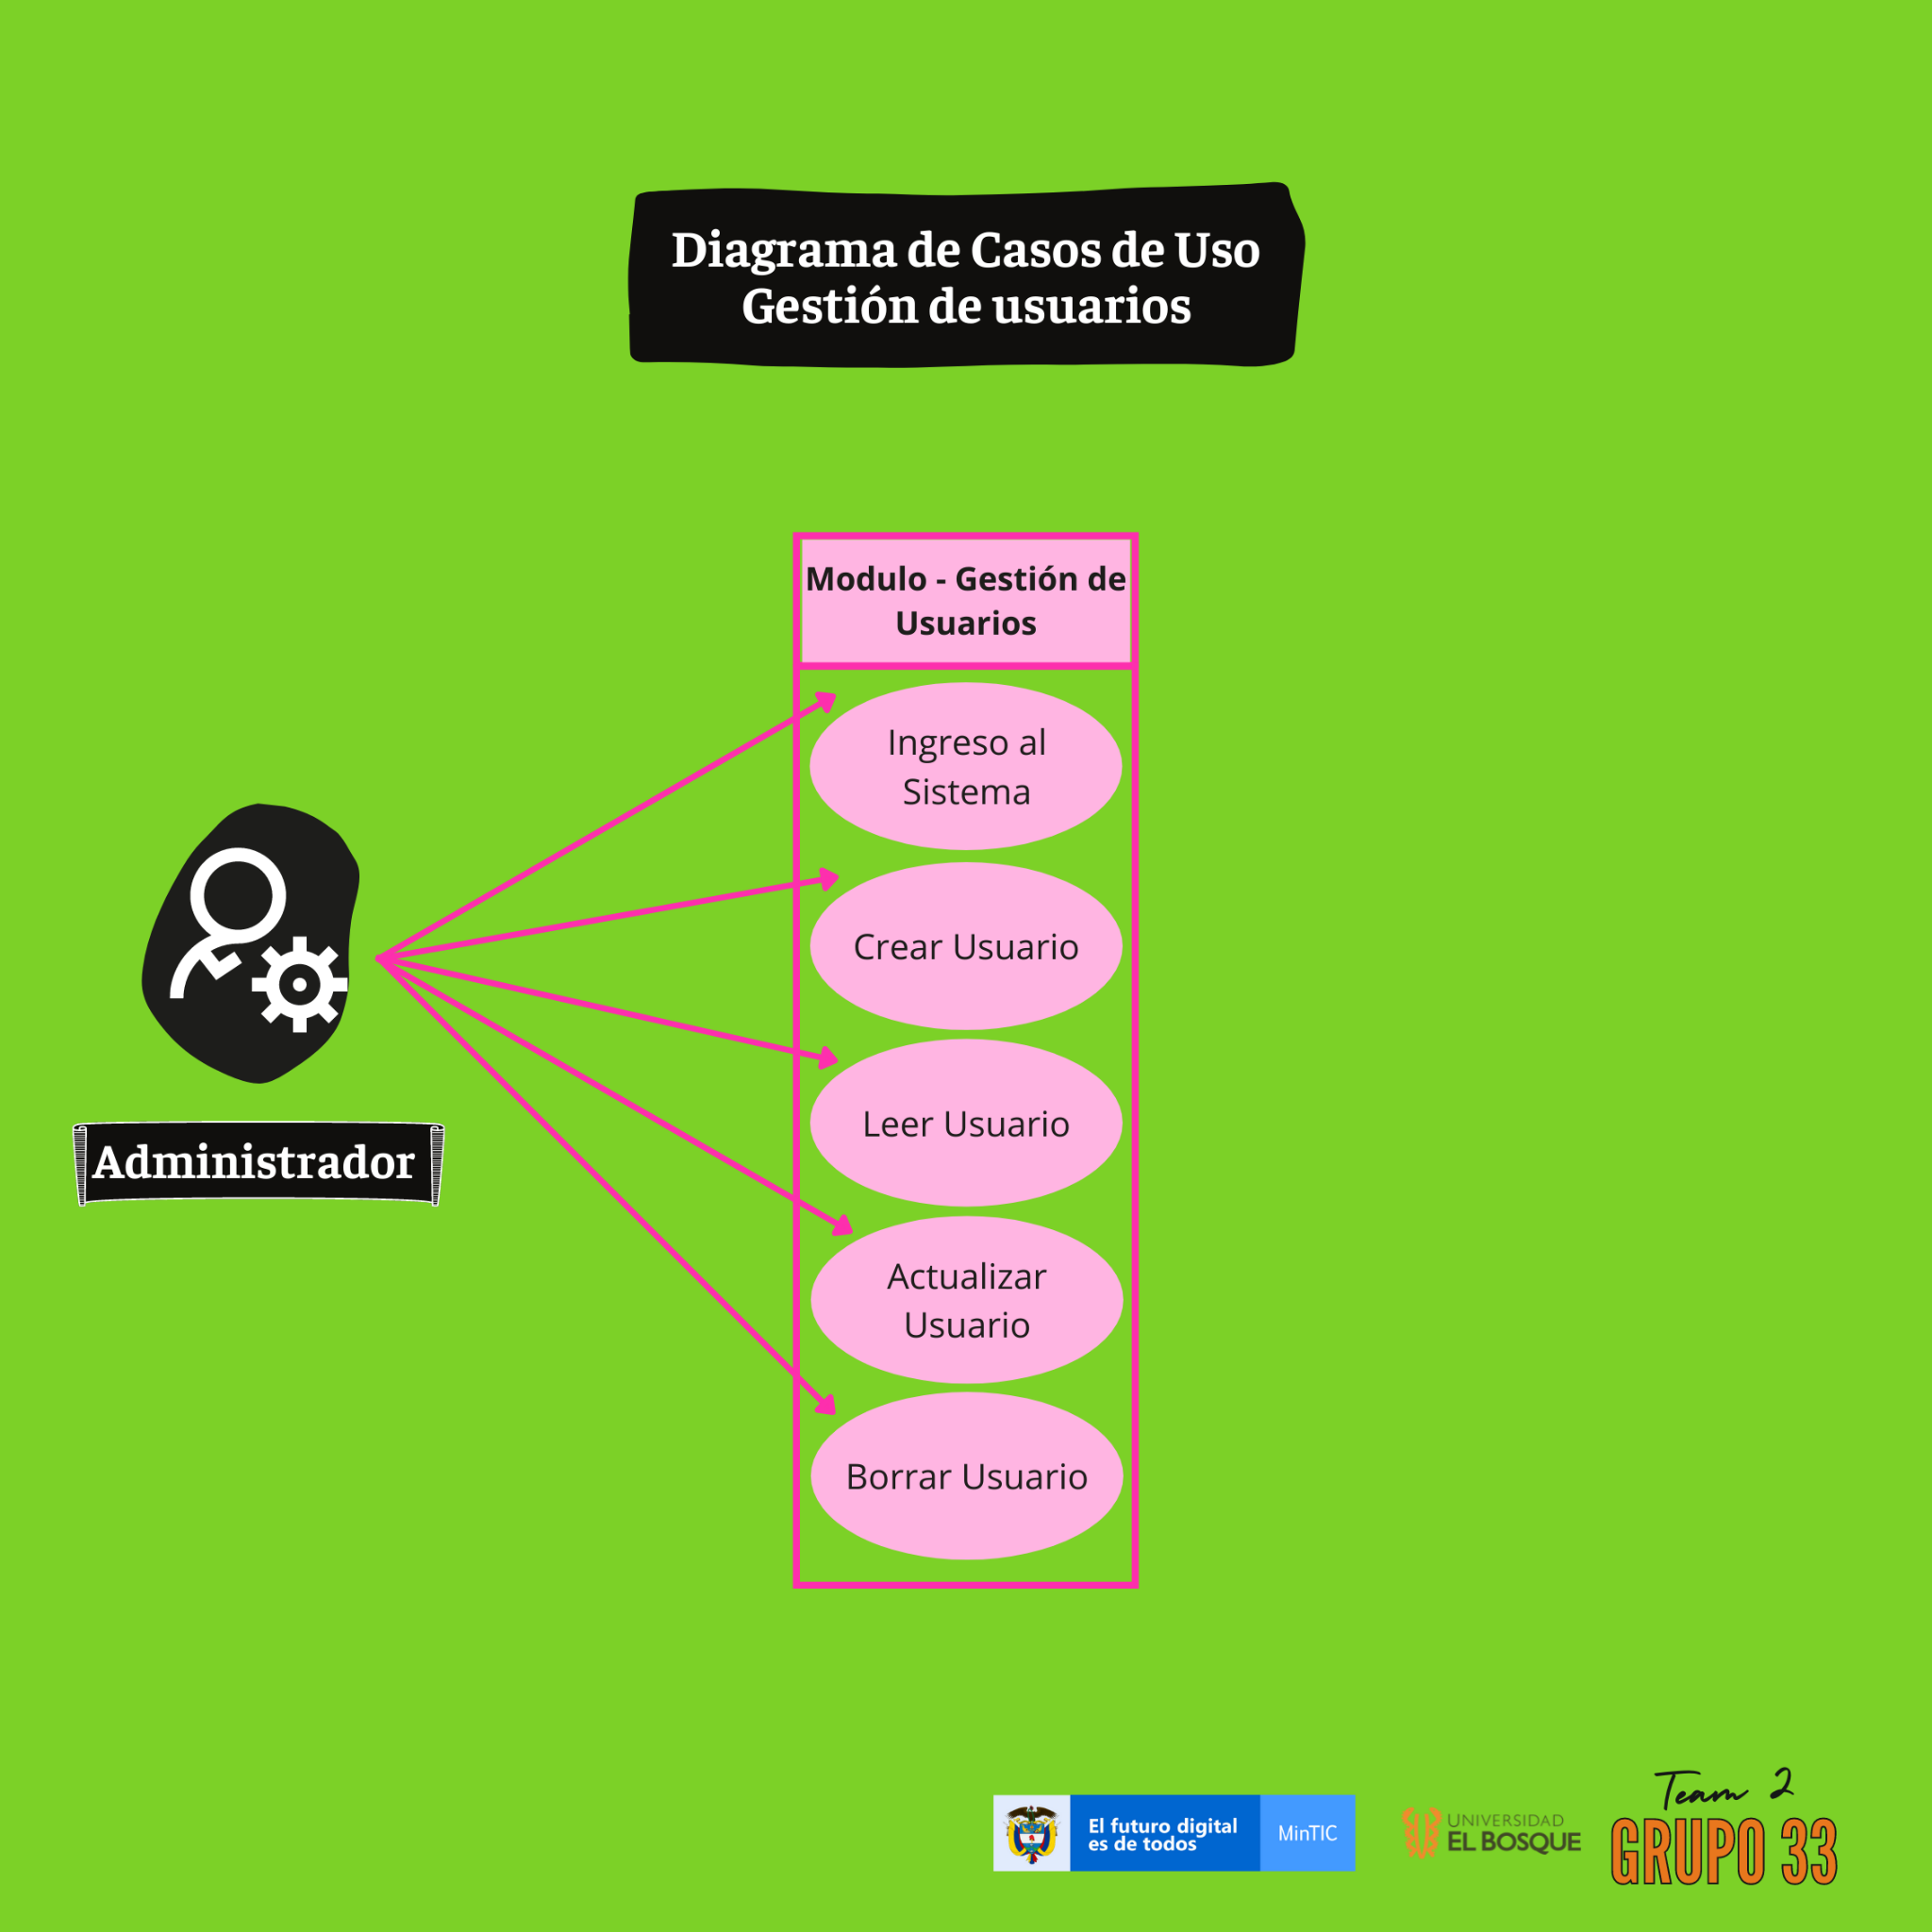 Diagrama de Casos de Uso
Gestión de usuarios
Modulo - Gestión de
Usuarios
Ingreso al
Sistema
Crear Usuario
Leer Usuario
Actualizar
Usuario
Borrar Usuario
Administrador
El futuro digital
es de todos
MinTIC
UNIVERSIDAD
EL BOSQUE
Team 2
GRUPO 33